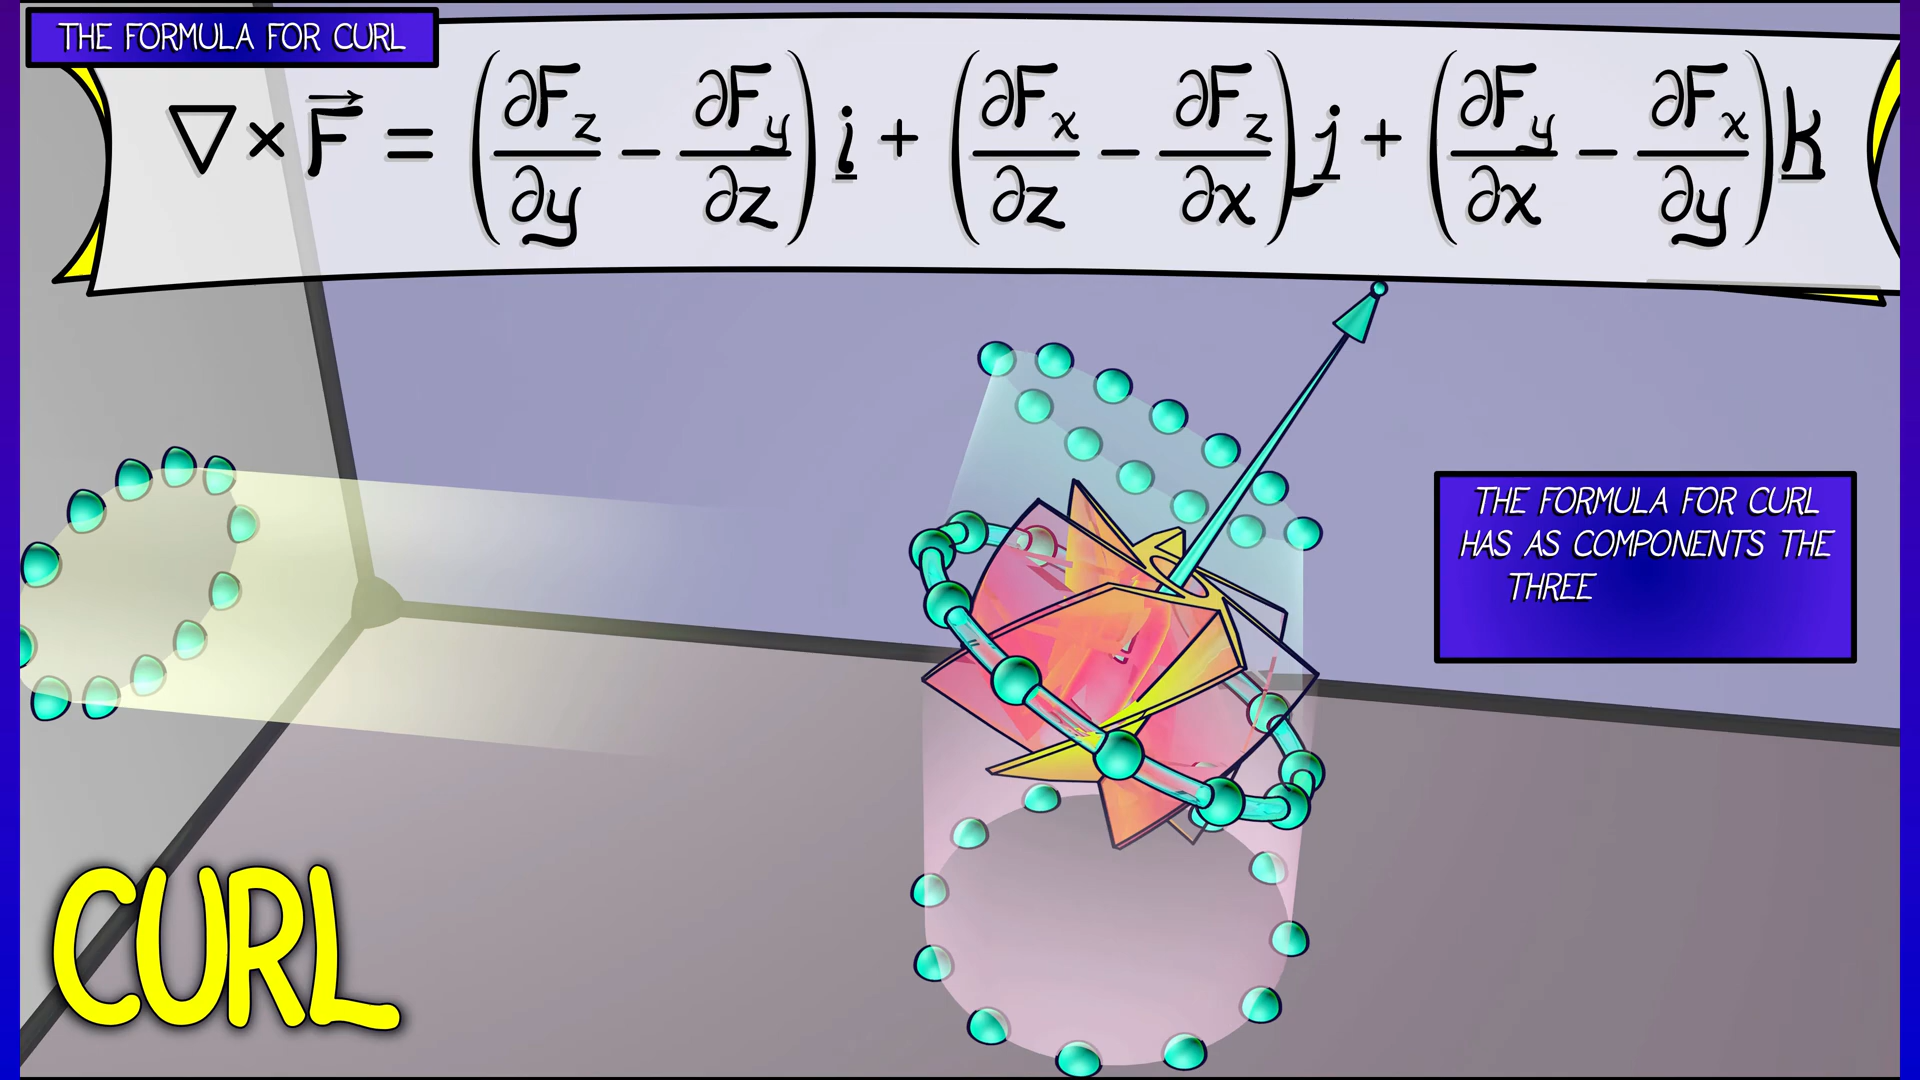 THE FORMULA FOR CURL
∇×F⃗ = (∂F_z/∂y − ∂F_y/∂z) i + (∂F_x/∂z − ∂F_z/∂x) j + (∂F_y/∂x − ∂F_x/∂y) k
THE FORMULA FOR CURL
HAS AS COMPONENTS THE
THREE
CURL